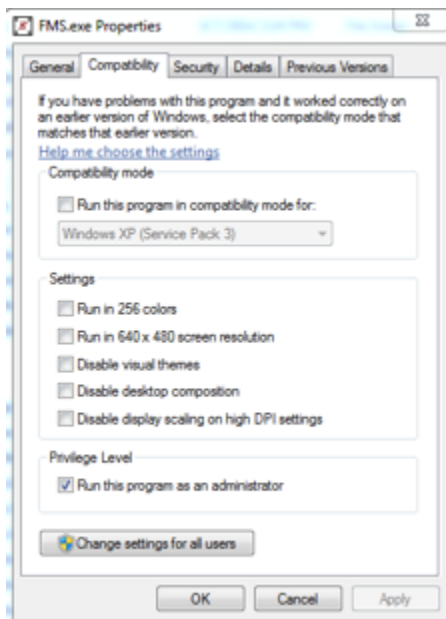 FMS.exe Properties
General Compatibility Security Details Previous Versions
If you have problems with this program and it worked correctly on
an earlier version of Windows, select the compatibility mode that
matches that earlier version.
Help me choose the settings
Compatibility mode
Run this program in compatibility mode for:
Windows XP (Service Pack 3)
Settings
Run in 256 colors
Run in 640 x 480 screen resolution
Disable visual themes
Disable desktop composition
Disable display scaling on high DPI settings
Privilege Level
Run this program as an administrator
Change settings for all users
OK Cancel Apply